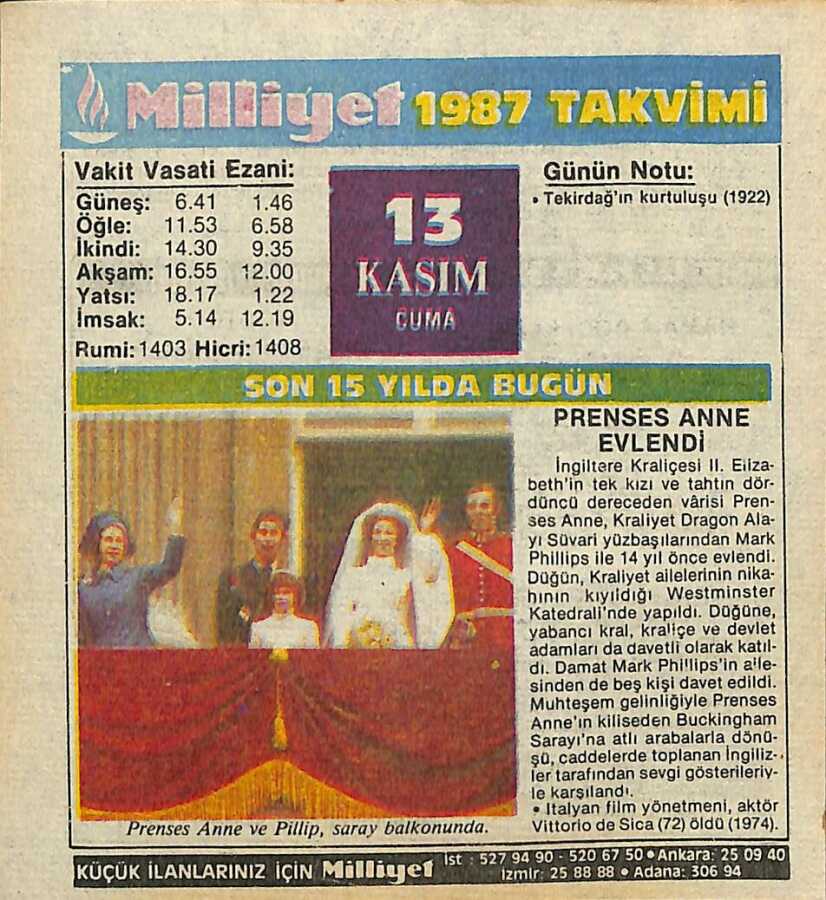 Milliyet 1987 TAKVİMİ
Vakit Vasati Ezani:
Güneş: 6.41 1.46
Öğle: 11.53 6.58
İkindi: 14.30 9.35
Akşam: 16.55 12.00
Yatsı: 18.17 1.22
İmsak: 5.14 12.19
Rumi: 1403 Hicri: 1408
13
KASIM
CUMA
Günün Notu:
• Tekirdağ'ın kurtuluşu (1922)
SON 15 YILDA BUGÜN
PRENSES ANNE
EVLENDİ
İngiltere Kraliçesi II. Eliza-
beth'in tek kızı ve tahtın dör-
düncü dereceden vârisi Pren-
ses Anne, Kraliyet Dragon Ala-
yı Süvari yüzbaşılarından Mark
Phillips ile 14 yıl önce evlendi.
Düğün, Kraliyet ailelerinin nika-
hının kıyıldığı Westminster
Katedrali'nde yapıldı. Düğüne,
yabancı kral, kraliçe ve devlet
adamları da davetli olarak katıl-
dı. Damat Mark Phillips'in aile-
sinden de beş kişi davet edildi.
Muhteşem gelinliğiyle Prenses
Anne'ın kiliseden Buckingham
Sarayı'na atlı arabalarla dönü-
şü, caddelerde toplanan İngiliz-
ler tarafından sevgi gösterileriy-
le karşılandı.
• Italyan film yönetmeni, aktör
Vittorio de Sica (72) öldü (1974).
Prenses Anne ve Pillip, saray balkonunda.
KÜÇÜK İLANLARINIZ İÇİN Milliyet
İst : 527 94 90 - 520 67 50 • Ankara: 25 09 40
İzmir: 25 88 88 • Adana: 306 94